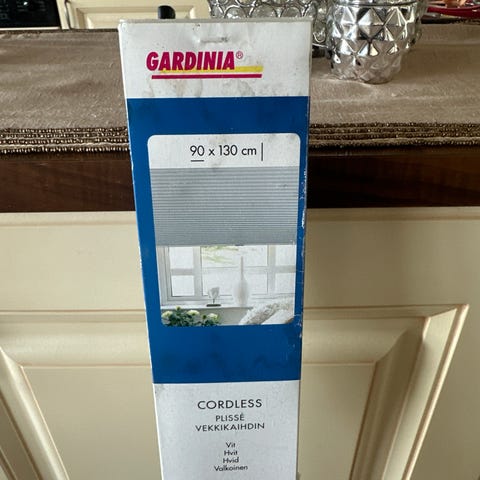 GARDINIA®
90 x 130 cm
CORDLESS
PLISSÉ
VEKKIKAIHDIN
Vit
Hvit
Hvid
Valkoinen